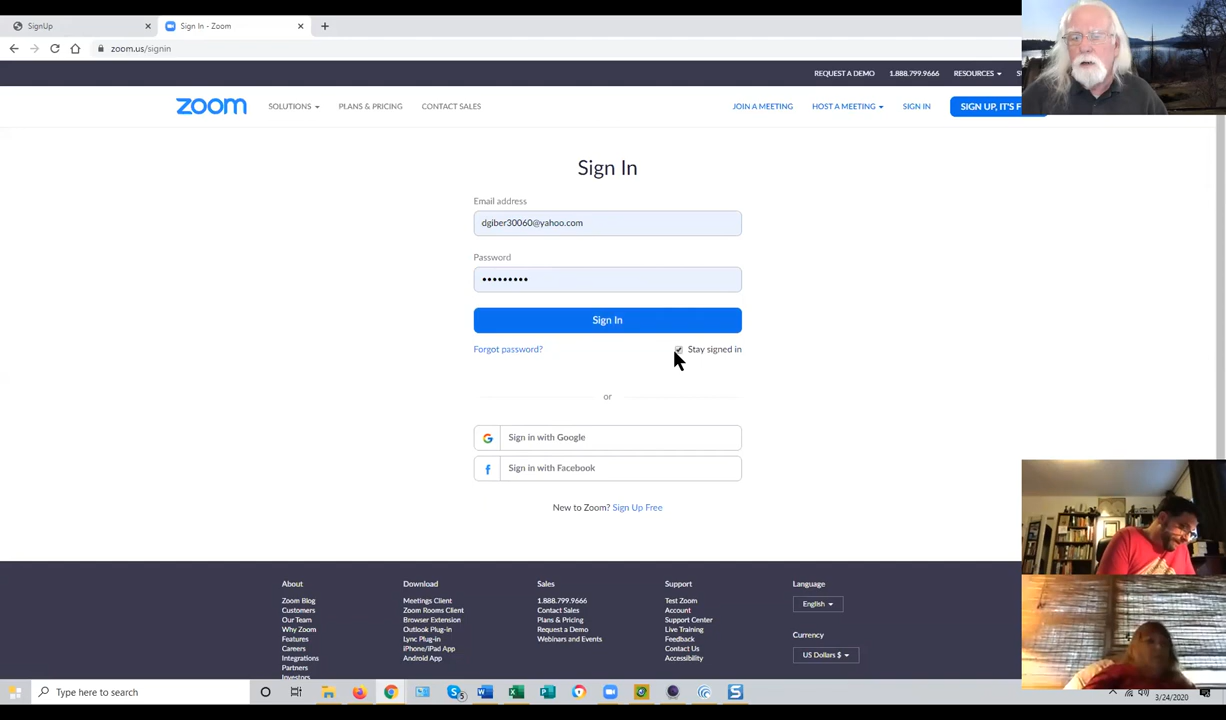 SignUp
Sign In - Zoom
zoom.us/signin
REQUEST A DEMO 1.888.799.9666 RESOURCES
zoom SOLUTIONS PLANS & PRICING CONTACT SALES JOIN A MEETING HOST A MEETING SIGN IN SIGN UP, IT'S F
Sign In
Email address
dgiber30060@yahoo.com
Password
•••••••••
Sign In
Forgot password? Stay signed in
or
Sign in with Google
Sign in with Facebook
New to Zoom? Sign Up Free
About
Zoom Blog
Customers
Our Team
Why Zoom
Features
Careers
Integrations
Partners
Investors
Download
Meetings Client
Zoom Rooms Client
Browser Extension
Outlook Plug-in
Lync Plug-in
iPhone/iPad App
Android App
Sales
1.888.799.9666
Contact Sales
Plans & Pricing
Request a Demo
Webinars and Events
Support
Test Zoom
Account
Support Center
Live Training
Feedback
Contact Us
Accessibility
Language
English
Currency
US Dollars $
Type here to search
3/24/2020